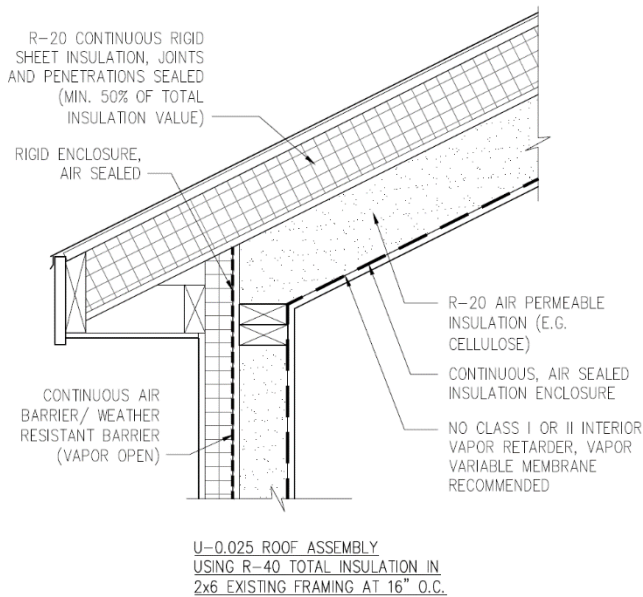 R-20 CONTINUOUS RIGID
SHEET INSULATION, JOINTS
AND PENETRATIONS SEALED
(MIN. 50% OF TOTAL
INSULATION VALUE)
RIGID ENCLOSURE,
AIR SEALED
R-20 AIR PERMEABLE
INSULATION (E.G.
CELLULOSE)
CONTINUOUS, AIR SEALED
INSULATION ENCLOSURE
NO CLASS I OR II INTERIOR
VAPOR RETARDER, VAPOR
VARIABLE MEMBRANE
RECOMMENDED
CONTINUOUS AIR
BARRIER/ WEATHER
RESISTANT BARRIER
(VAPOR OPEN)
U-0.025 ROOF ASSEMBLY
USING R-40 TOTAL INSULATION IN
2x6 EXISTING FRAMING AT 16" O.C.